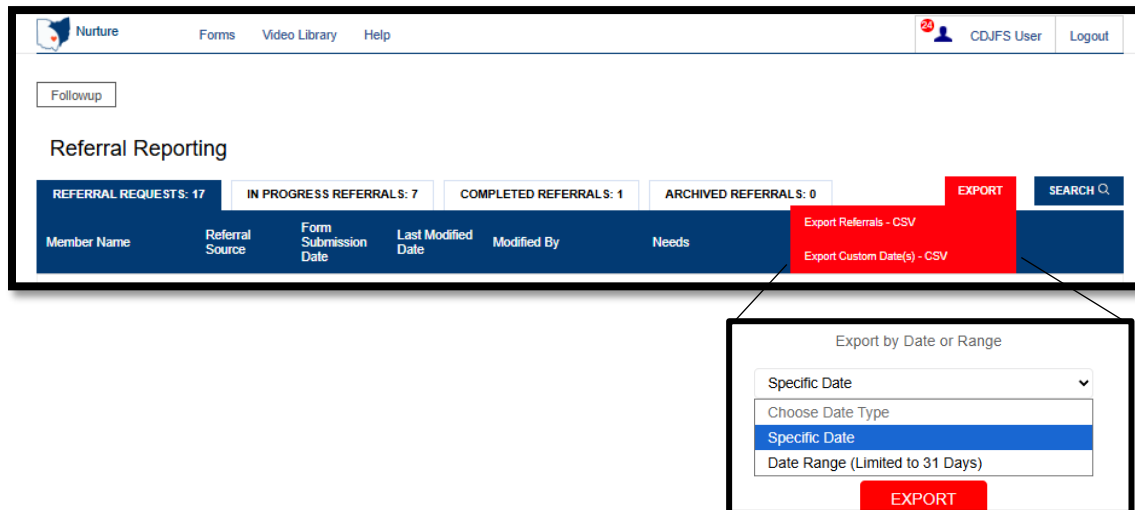 Nurture
Forms Video Library Help
24
CDJFS User Logout
Followup
Referral Reporting
REFERRAL REQUESTS: 17 IN PROGRESS REFERRALS: 7 COMPLETED REFERRALS: 1 ARCHIVED REFERRALS: 0 EXPORT SEARCH
Member Name
Referral
Source
Form
Submission
Date
Last Modified
Date
Modified By
Needs
Export Referrals - CSV
Export Custom Date(s) - CSV
Export by Date or Range
Specific Date
Choose Date Type
Specific Date
Date Range (Limited to 31 Days)
EXPORT